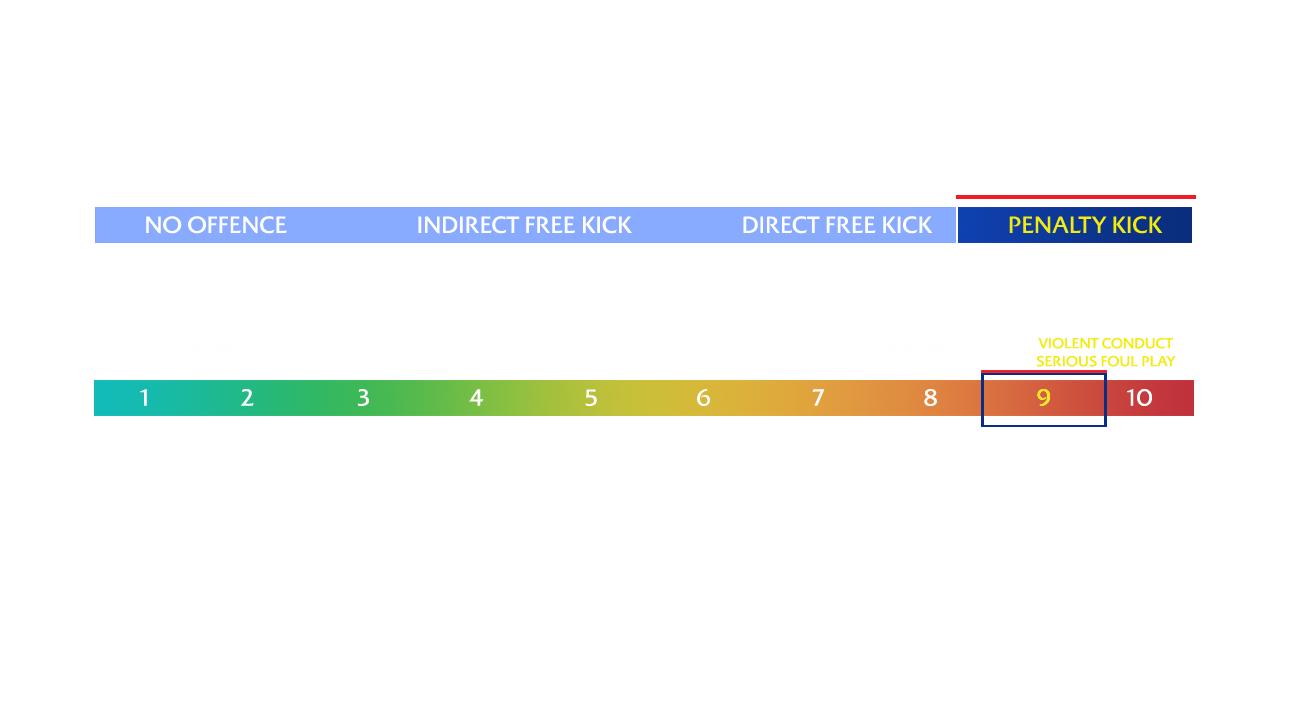 NO OFFENCE INDIRECT FREE KICK DIRECT FREE KICK PENALTY KICK
VIOLENT CONDUCT
SERIOUS FOUL PLAY
1 2 3 4 5 6 7 8 9 10